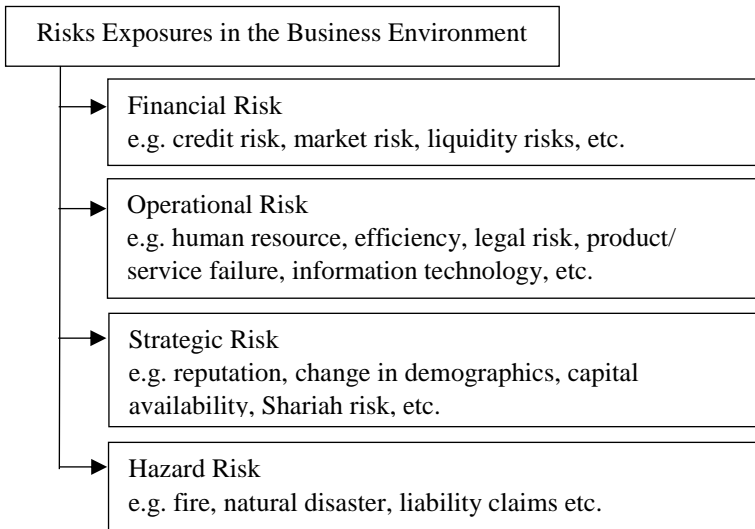 Risks Exposures in the Business Environment
Financial Risk
e.g. credit risk, market risk, liquidity risks, etc.
Operational Risk
e.g. human resource, efficiency, legal risk, product/
service failure, information technology, etc.
Strategic Risk
e.g. reputation, change in demographics, capital
availability, Shariah risk, etc.
Hazard Risk
e.g. fire, natural disaster, liability claims etc.